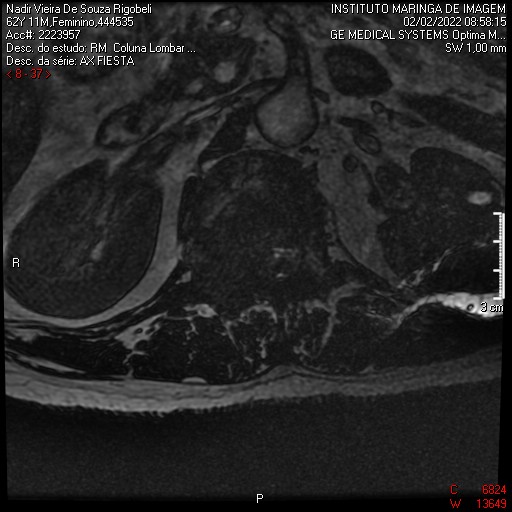 Nadir Vieira De Souza Rigobeli
62Y 11M,Feminino,444535
Acc#: 2223957
Desc. do estudo: RM Coluna Lombar ...
Desc. da série: AX FIESTA
< 8 - 37 >
INSTITUTO MARINGA DE IMAGEM
02/02/2022 08:58:15
GE MEDICAL SYSTEMS Optima M...
SW 1,00 mm
R
3 cm
P
C 6824
W 13649